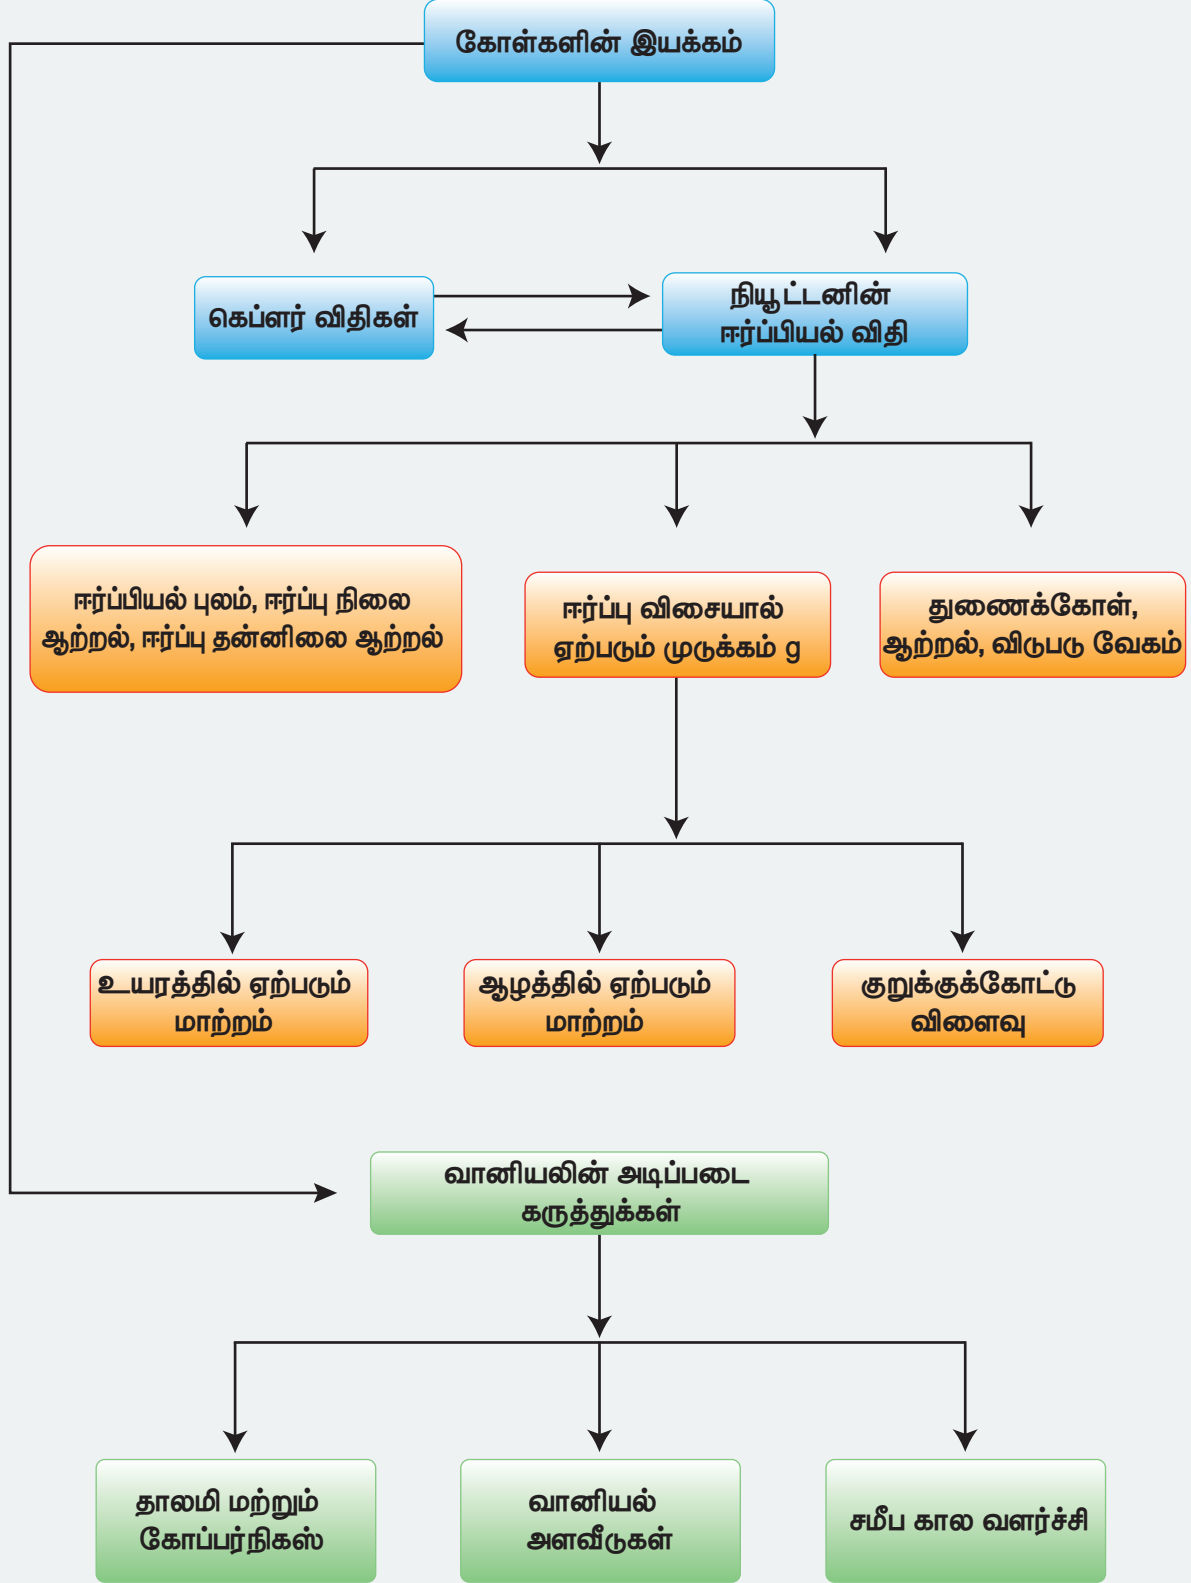 கோள்களின் இயக்கம்
கெப்ளர் விதிகள்
நியூட்டனின்
ஈர்ப்பியல் விதி
ஈர்ப்பியல் புலம், ஈர்ப்பு நிலை
ஆற்றல், ஈர்ப்பு தன்னிலை ஆற்றல்
ஈர்ப்பு விசையால்
ஏற்படும் முடுக்கம் g
துணைக்கோள்,
ஆற்றல், விடுபடு வேகம்
உயரத்தில் ஏற்படும்
மாற்றம்
ஆழத்தில் ஏற்படும்
மாற்றம்
குறுக்குக்கோட்டு
விளைவு
வானியலின் அடிப்படை
கருத்துக்கள்
தாலமி மற்றும்
கோப்பர்நிகஸ்
வானியல்
அளவீடுகள்
சமீப கால வளர்ச்சி